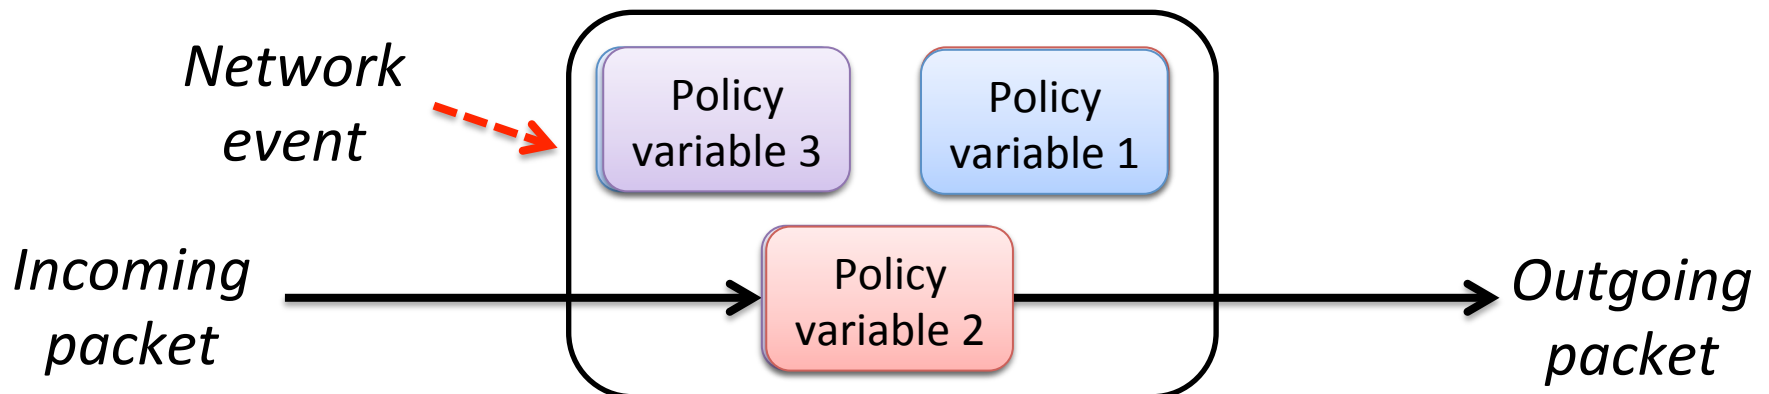 Network
event
Policy
variable 3
Policy
variable 1
Incoming
packet
Policy
variable 2
Outgoing
packet